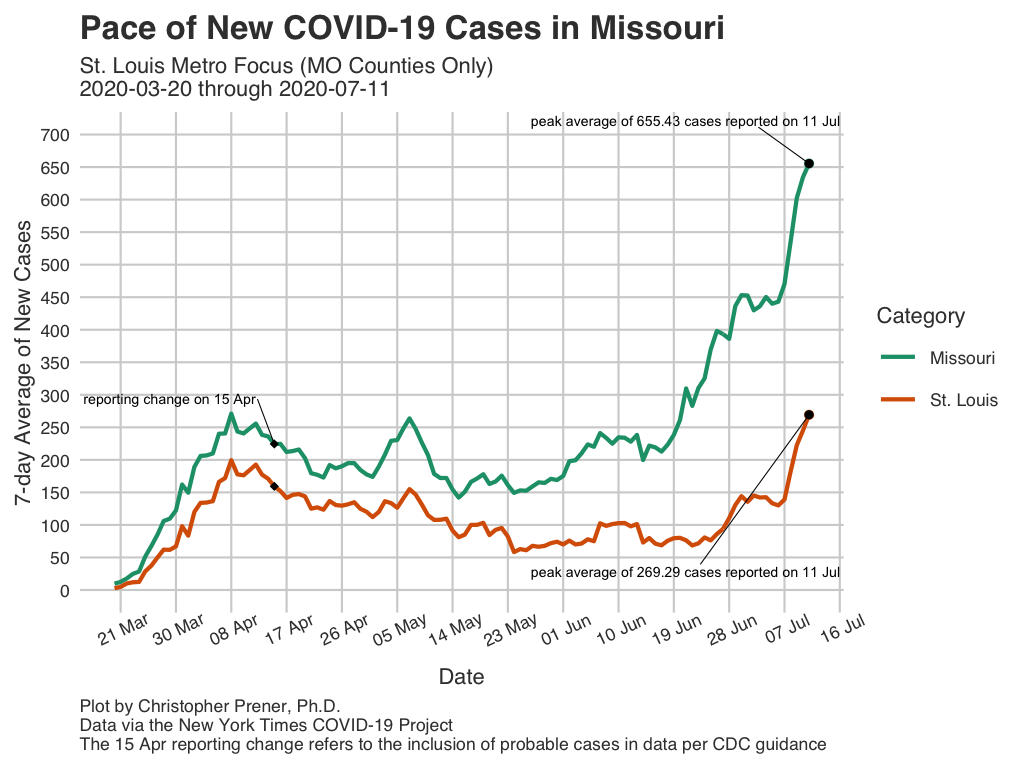 Pace of New COVID-19 Cases in Missouri
St. Louis Metro Focus (MO Counties Only)
2020-03-20 through 2020-07-11
peak average of 655.43 cases reported on 11 Jul
700
650
600
550
500
450
400
350
300
250
200
150
100
50
0
7-day Average of New Cases
reporting change on 15 Apr
peak average of 269.29 cases reported on 11 Jul
21 Mar
30 Mar
08 Apr
17 Apr
26 Apr
05 May
14 May
23 May
01 Jun
10 Jun
19 Jun
28 Jun
07 Jul
16 Jul
Date
Category
Missouri
St. Louis
Plot by Christopher Prener, Ph.D.
Data via the New York Times COVID-19 Project
The 15 Apr reporting change refers to the inclusion of probable cases in data per CDC guidance